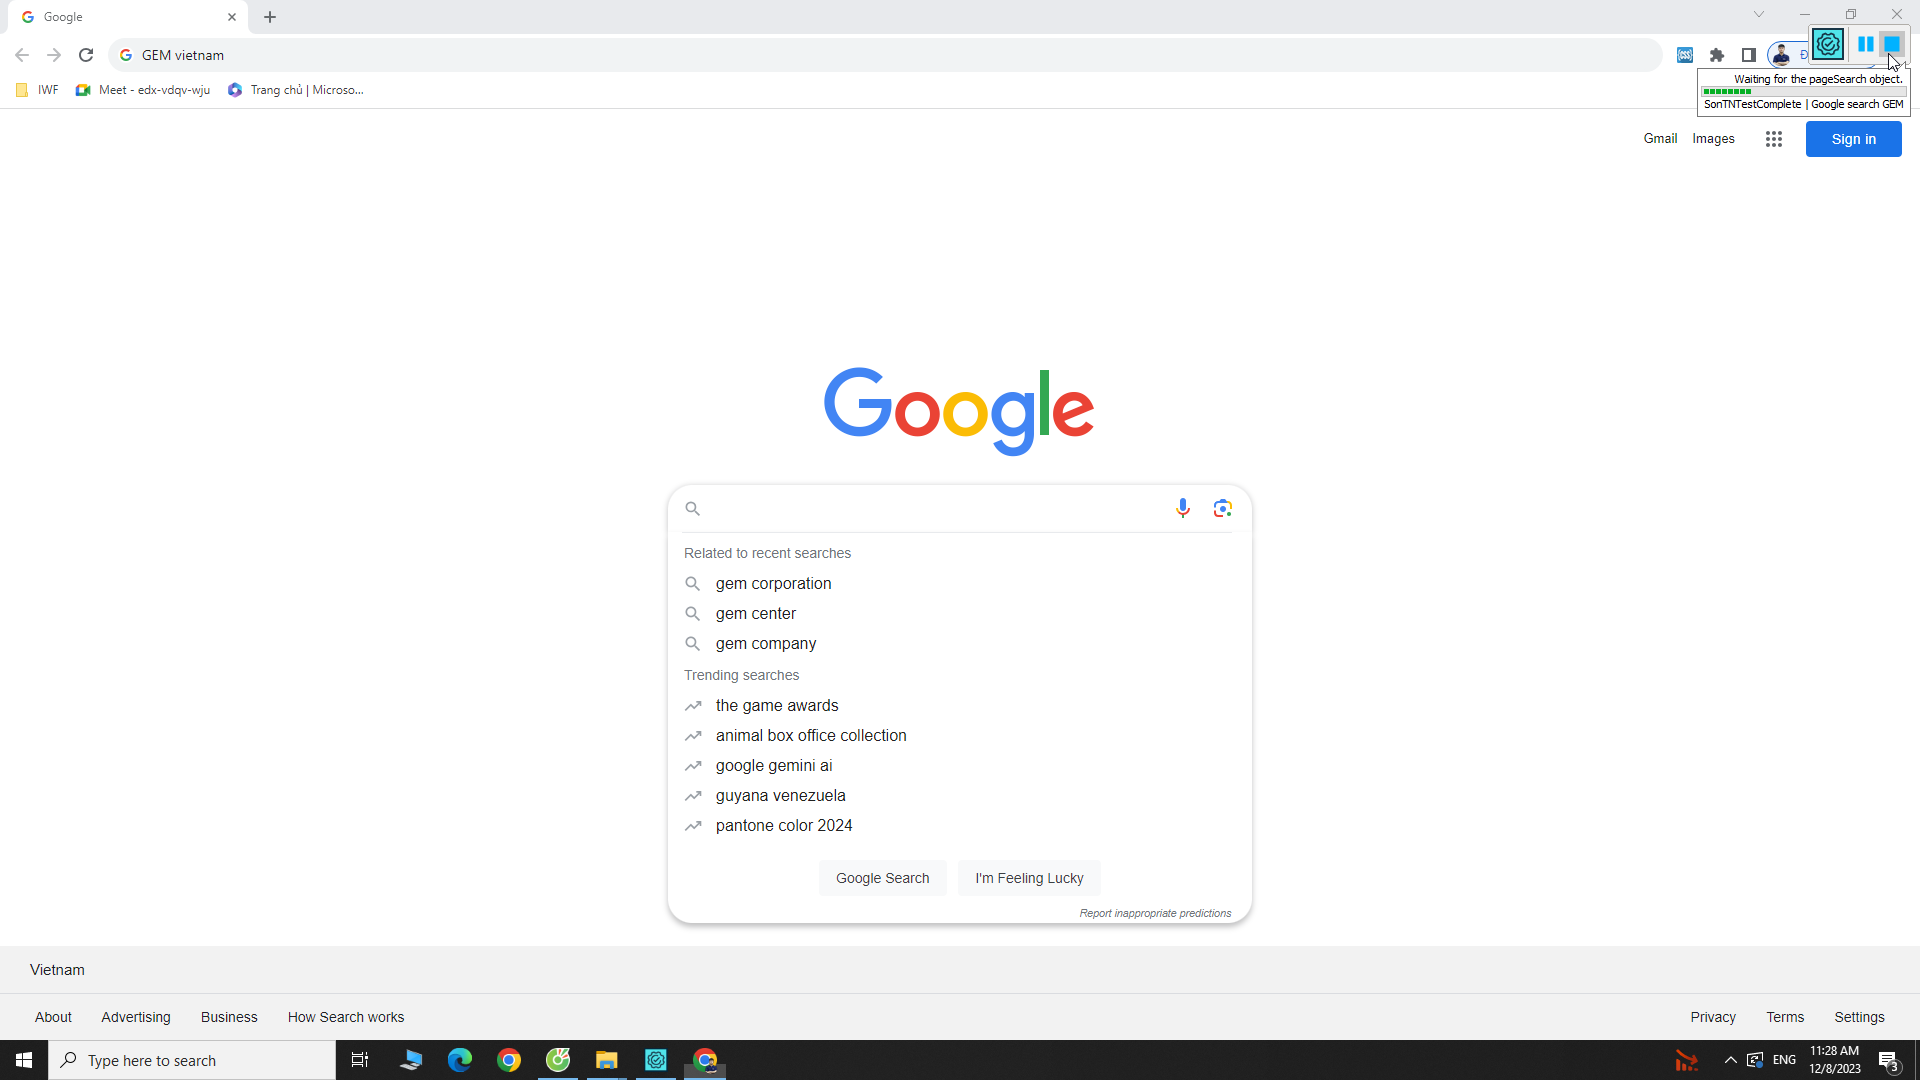 Google
GEM vietnam
Đ
IWF
Meet - edx-vdqv-wju
Trang chủ | Microso...
Waiting for the pageSearch object.
SonTNTestComplete | Google search GEM
Gmail
Images
Sign in
Google
Related to recent searches
gem corporation
gem center
gem company
Trending searches
the game awards
animal box office collection
google gemini ai
guyana venezuela
pantone color 2024
Google Search
I'm Feeling Lucky
Report inappropriate predictions
Vietnam
About
Advertising
Business
How Search works
Privacy
Terms
Settings
Type here to search
ENG
11:28 AM
12/8/2023
3